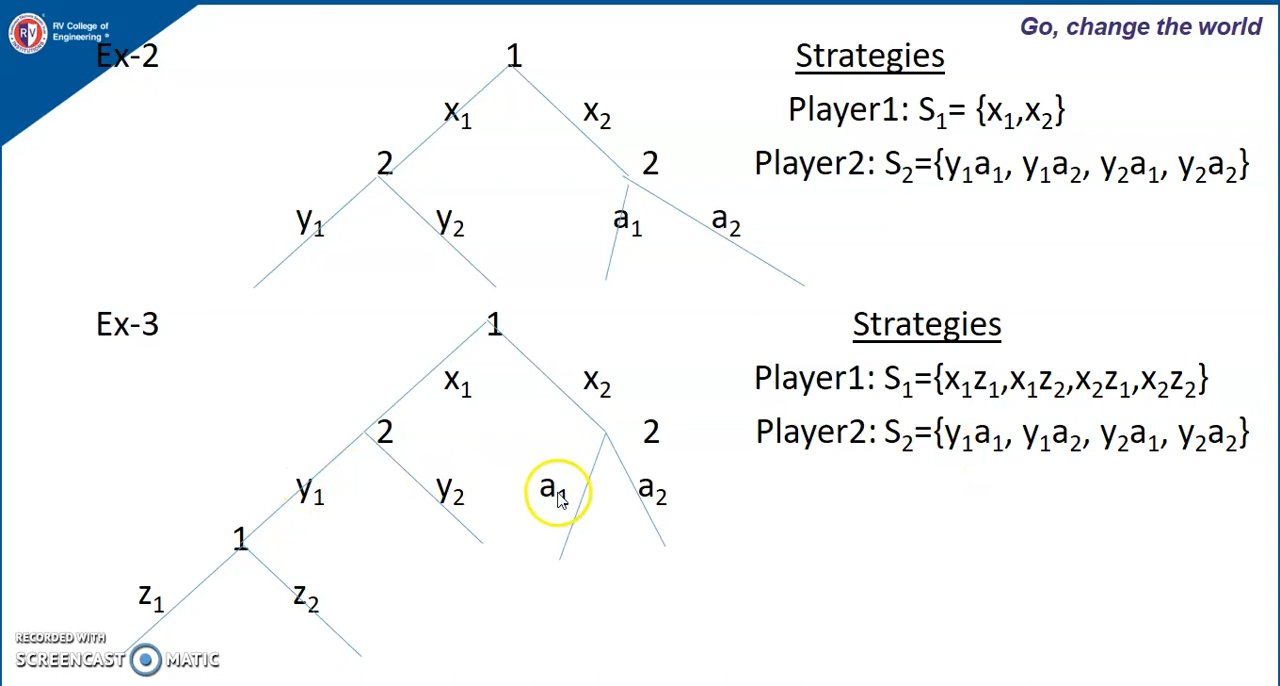 RV College of
Engineering ®
Go, change the world
Ex-2
1
x₁
x₂
2
2
y₁
y₂
a₁
a₂
Strategies
Player1: S₁= {x₁,x₂}
Player2: S₂={y₁a₁, y₁a₂, y₂a₁, y₂a₂}
Ex-3
1
x₁
x₂
2
2
y₁
y₂
a₁
a₂
1
z₁
z₂
Strategies
Player1: S₁={x₁z₁,x₁z₂,x₂z₁,x₂z₂}
Player2: S₂={y₁a₁, y₁a₂, y₂a₁, y₂a₂}
RECORDED WITH
SCREENCAST MATIC